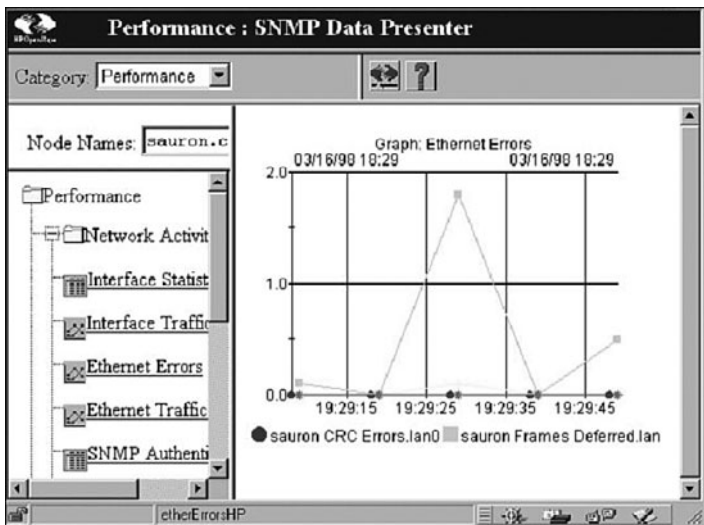 Performance : SNMP Data Presenter
Category: Performance
?
Node Names: sauron.c
Performance
Network Activit
Interface Statist
Interface Traffic
Ethernet Errors
Ethernet Traffic
SNMP Authenti
Graph: Ethernet Errors
03/16/98 18:29 03/16/98 18:29
2.0
1.0
0.0
19:29:15 19:29:25 19:29:35 19:29:45
sauron CRC Errors.lan0 sauron Frames Deferred.lan
etherErrorsHP